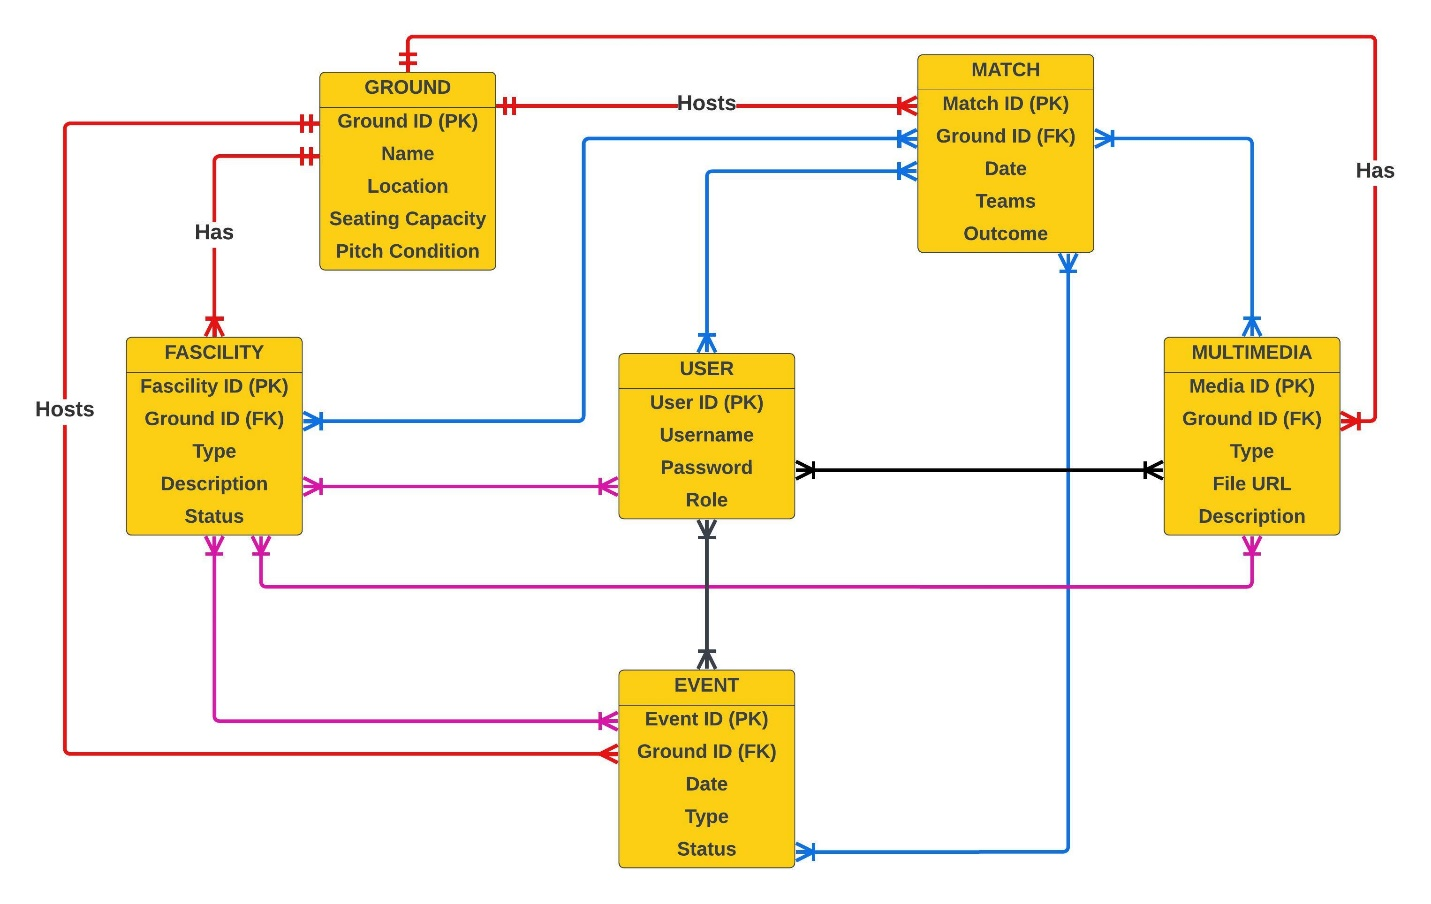 GROUND
Ground ID (PK)
Name
Location
Seating Capacity
Pitch Condition
Hosts
MATCH
Match ID (PK)
Ground ID (FK)
Date
Teams
Outcome
Has
Has
Hosts
FASCILITY
Fascility ID (PK)
Ground ID (FK)
Type
Description
Status
USER
User ID (PK)
Username
Password
Role
MULTIMEDIA
Media ID (PK)
Ground ID (FK)
Type
File URL
Description
EVENT
Event ID (PK)
Ground ID (FK)
Date
Type
Status